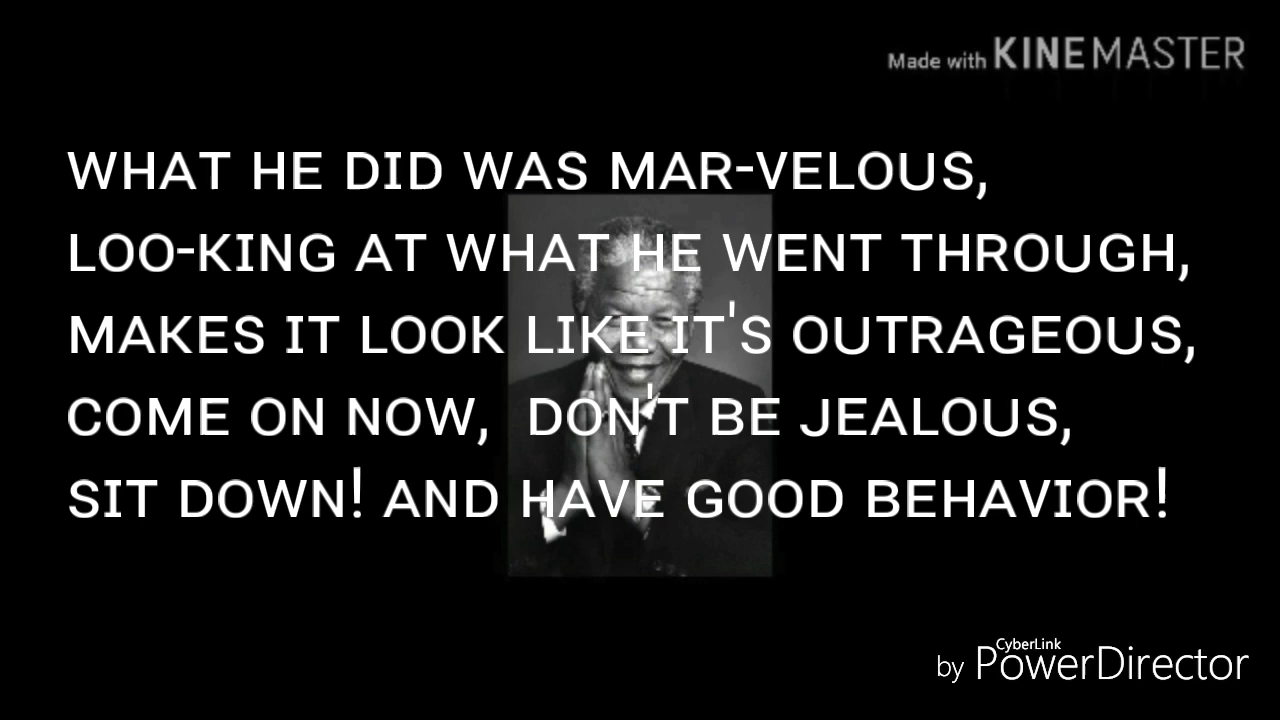 Made with KINEMASTER
WHAT HE DID WAS MAR-VELOUS,
LOO-KING AT WHAT HE WENT THROUGH,
MAKES IT LOOK LIKE IT'S OUTRAGEOUS,
COME ON NOW,  DON'T BE JEALOUS,
SIT DOWN! AND HAVE GOOD BEHAVIOR!
CyberLink
by PowerDirector